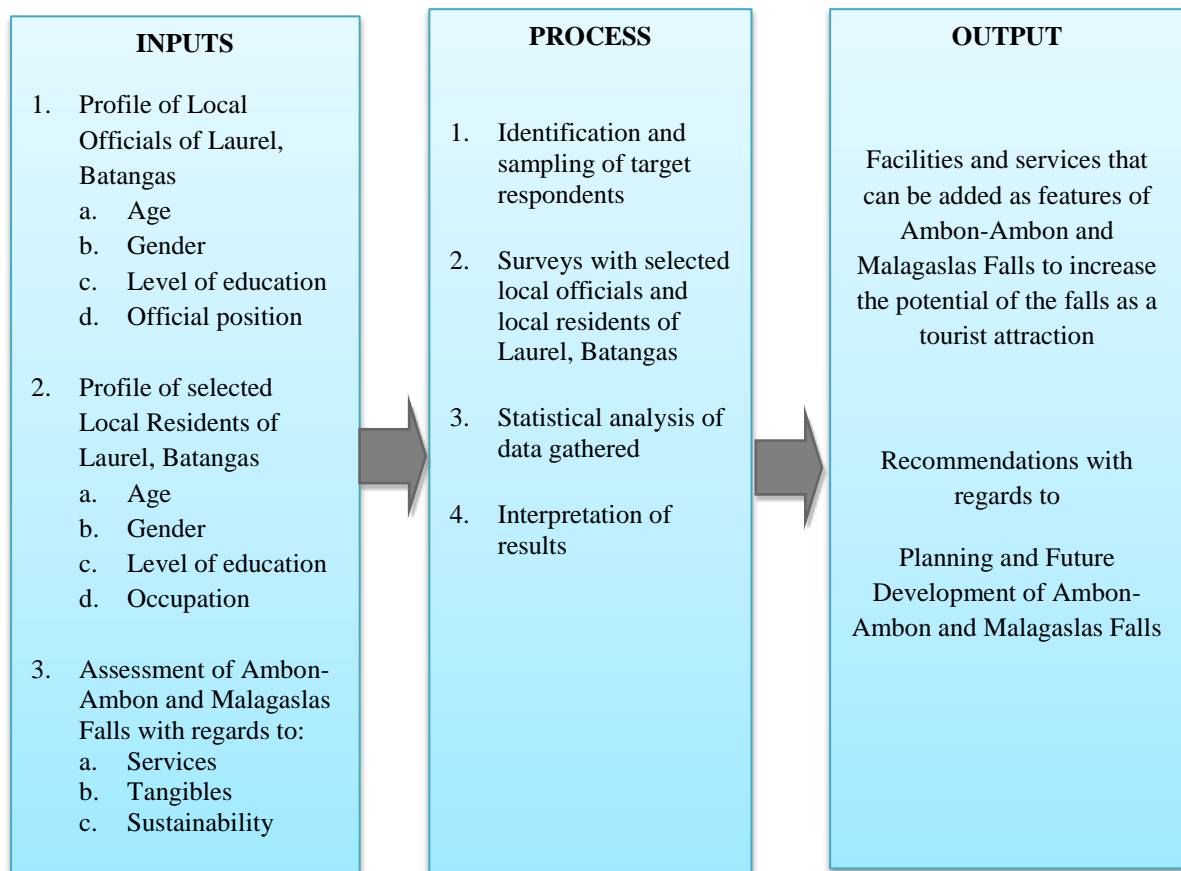 INPUTS
1. Profile of Local
Officials of Laurel,
Batangas
a. Age
b. Gender
c. Level of education
d. Official position
2. Profile of selected
Local Residents of
Laurel, Batangas
a. Age
b. Gender
c. Level of education
d. Occupation
3. Assessment of Ambon-
Ambon and Malagaslas
Falls with regards to:
a. Services
b. Tangibles
c. Sustainability
PROCESS
1. Identification and
sampling of target
respondents
2. Surveys with selected
local officials and
local residents of
Laurel, Batangas
3. Statistical analysis of
data gathered
4. Interpretation of
results
OUTPUT
Facilities and services that
can be added as features of
Ambon-Ambon and
Malagaslas Falls to increase
the potential of the falls as a
tourist attraction
Recommendations with
regards to
Planning and Future
Development of Ambon-
Ambon and Malagaslas Falls